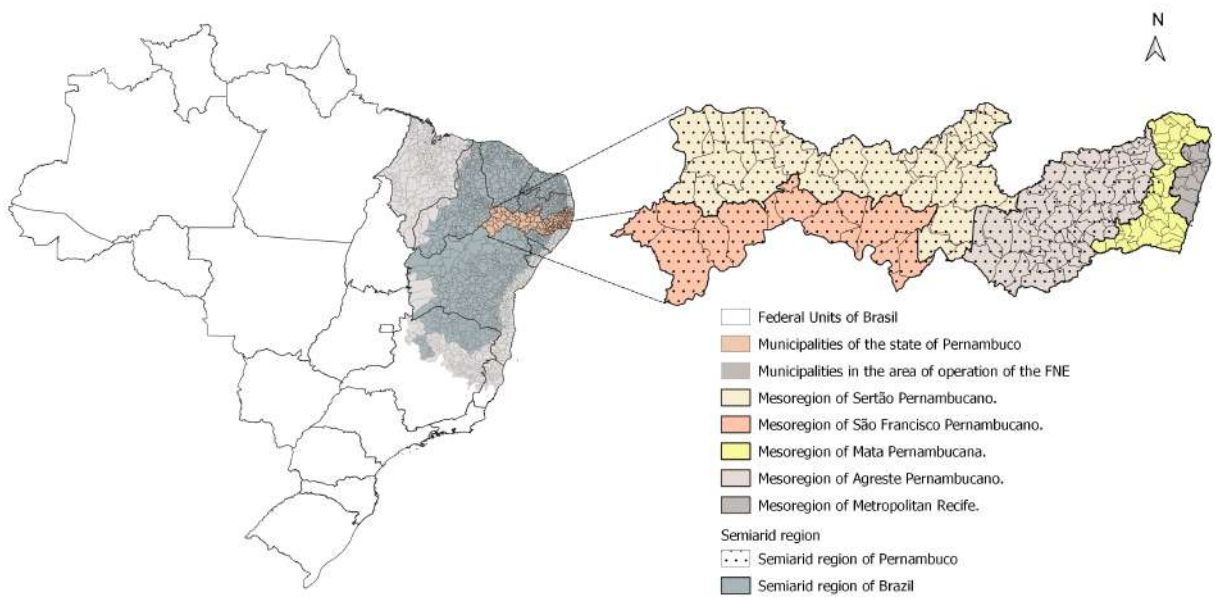 N
Federal Units of Brasil
Municipalities of the state of Pernambuco
Municipalities in the area of operation of the FNE
Mesoregion of Sertão Pernambucano.
Mesoregion of São Francisco Pernambucano.
Mesoregion of Mata Pernambucana.
Mesoregion of Agreste Pernambucano.
Mesoregion of Metropolitan Recife.
Semiarid region
Semiarid region of Pernambuco
Semiarid region of Brazil